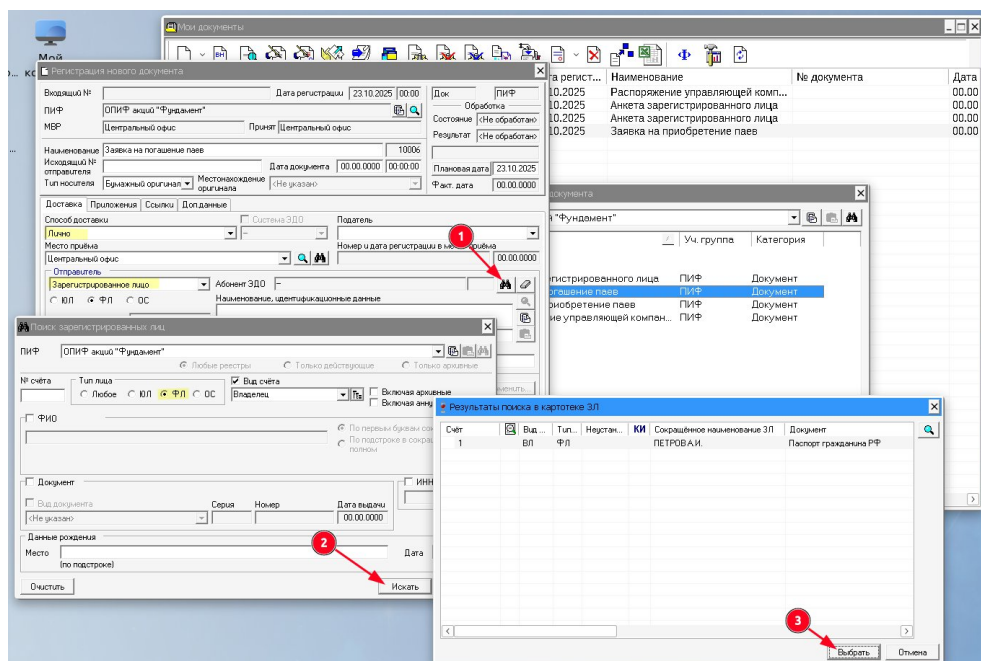 Мой
Мои документы
Регистрация нового документа
Входящий №
Дата регистрации 23.10.2025 00:00
Док ПИФ
ПИФ ОПИФ акций "Фундамент"
Обработка
Состояние <Не обработан>
МВР Центральный офис Принят Центральный офис
Результат <Не обработан>
Наименование Заявка на погашение паев 10006
Исходящий №
отправителя
Дата документа 00.00.0000 00:00:00
Плановая дата 23.10.2025
Тип носителя Бумажный оригинал
Местонахождение
оригинала
<Не указан>
Факт. дата 00.00.0000
Доставка Приложения Ссылки Доп.данные
Способ доставки Система ЭДО Податель
Лично –
1
Место приёма Номер и дата регистрации в месте приёма
Центральный офис 00.00.0000
Отправитель
Зарегистрированное лицо Абонент ЭДО –
ЮЛ ФЛ ОС Наименование, идентификационные данные
та регист... Наименование № документа Дата
10.2025 Распоряжение управляющей комп... 00.00
10.2025 Анкета зарегистрированного лица 00.00
10.2025 Анкета зарегистрированного лица 00.00
10.2025 Заявка на приобретение паев 00.00
документа
"Фундамент"
Уч. группа Категория
гистрированного лица ПИФ Документ
огашение паев ПИФ Документ
риобретение паев ПИФ Документ
ие управляющей компан... ПИФ Документ
Поиск зарегистрированных лиц
ПИФ ОПИФ акций "Фундамент"
Любые реестры Только действующие Только архивные
№ счёта Тип лица Вид счёта
Любое ЮЛ ФЛ ОС Владелец
Включая архивные
Включая анну
ФИО
По первым буквам сок
По подстроке в сокращ
полном
Документ ИНН
Вид документа Серия Номер Дата выдачи
<Не указан> 00.00.0000
Данные рождения
Место Дата
(по подстроке)
2
Очистить Искать
Результаты поиска в картотеке ЗЛ
Счёт Вид ... Тип... Неустан... КИ Сокращённое наименование ЗЛ Документ
1 ВЛ ФЛ ПЕТРОВ А.И. Паспорт гражданина РФ
3
Выбрать Отмена